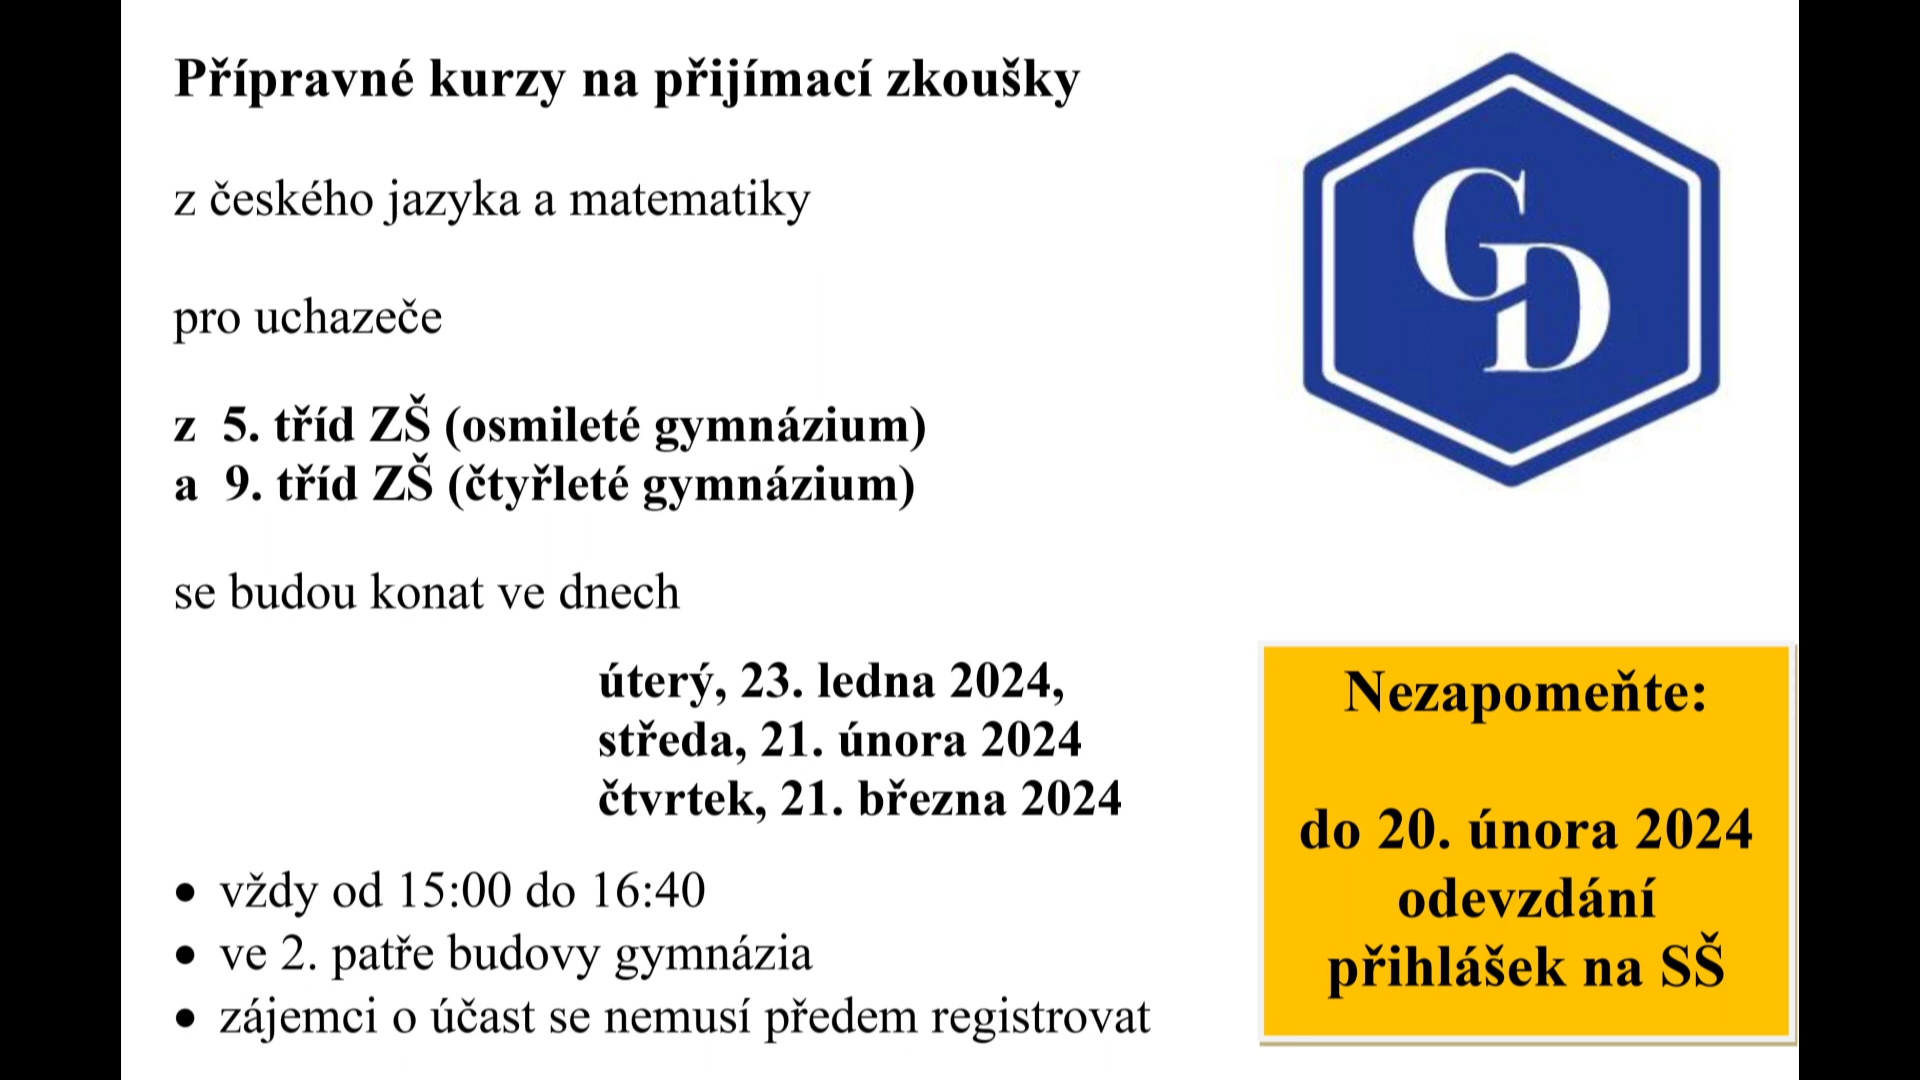 Přípravné kurzy na přijímací zkoušky
z českého jazyka a matematiky
pro uchazeče
z 5. tříd ZŠ (osmileté gymnázium)
a 9. tříd ZŠ (čtyřleté gymnázium)
se budou konat ve dnech
úterý, 23. ledna 2024,
středa, 21. února 2024
čtvrtek, 21. března 2024
• vždy od 15:00 do 16:40
• ve 2. patře budovy gymnázia
• zájemci o účast se nemusí předem registrovat
GD
Nezapomeňte:
do 20. února 2024
odevzdání
přihlášek na SŠ